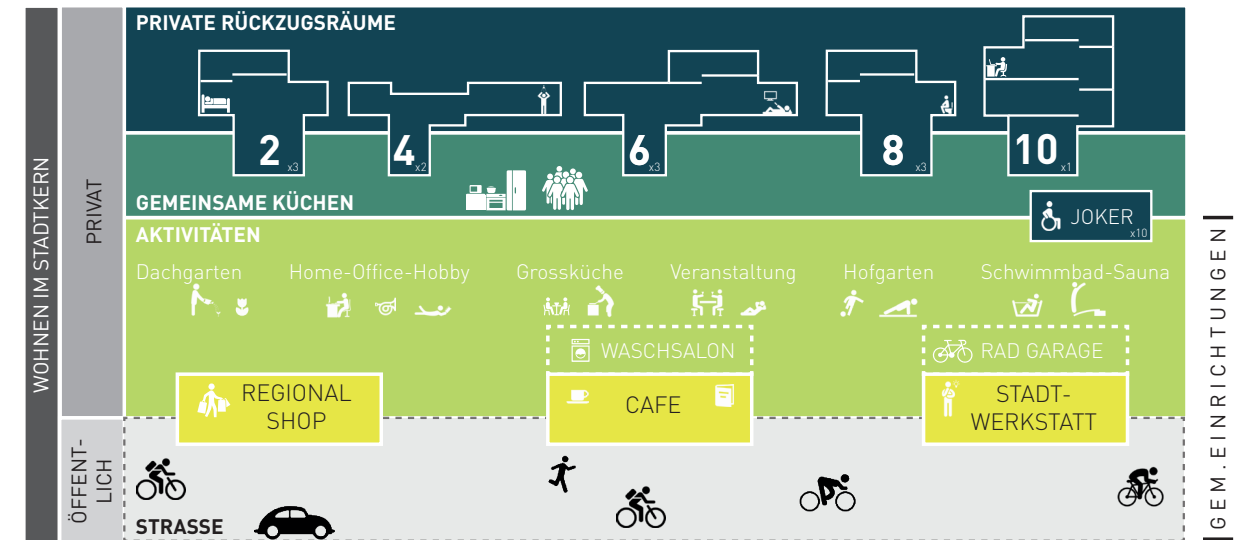 WOHNEN IM STADTKERN
PRIVAT
ÖFFENT-
LICH
PRIVATE RÜCKZUGSRÄUME
2 x3
4 x2
6 x3
8 x3
10 x1
GEMEINSAME KÜCHEN
JOKER x10
AKTIVITÄTEN
Dachgarten
Home-Office-Hobby
Grossküche
Veranstaltung
Hofgarten
Schwimmbad-Sauna
WASCHSALON
RAD GARAGE
REGIONAL
SHOP
CAFE
STADT-
WERKSTATT
STRASSE
GEM.EINRICHTUNGEN